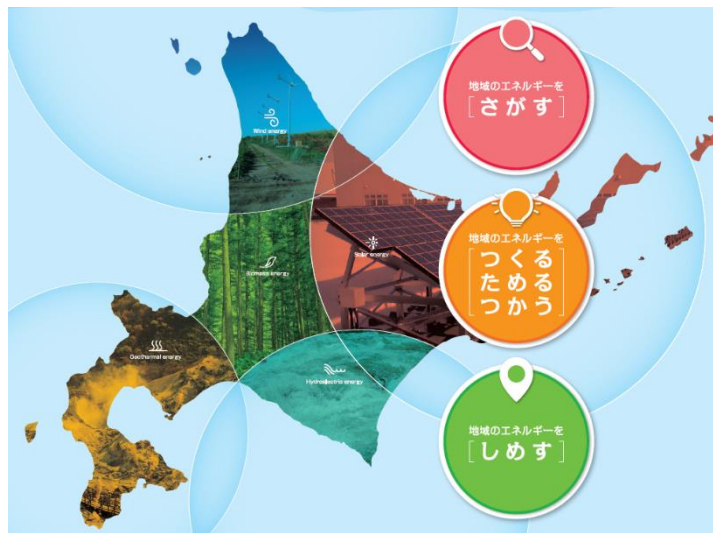 地域のエネルギーを
[さがす]
Wind energy
地域のエネルギーを
[つくる
ためる
つかう]
Solar energy
Biomass energy
Geothermal energy
Hydroelectric energy
地域のエネルギーを
[しめす]